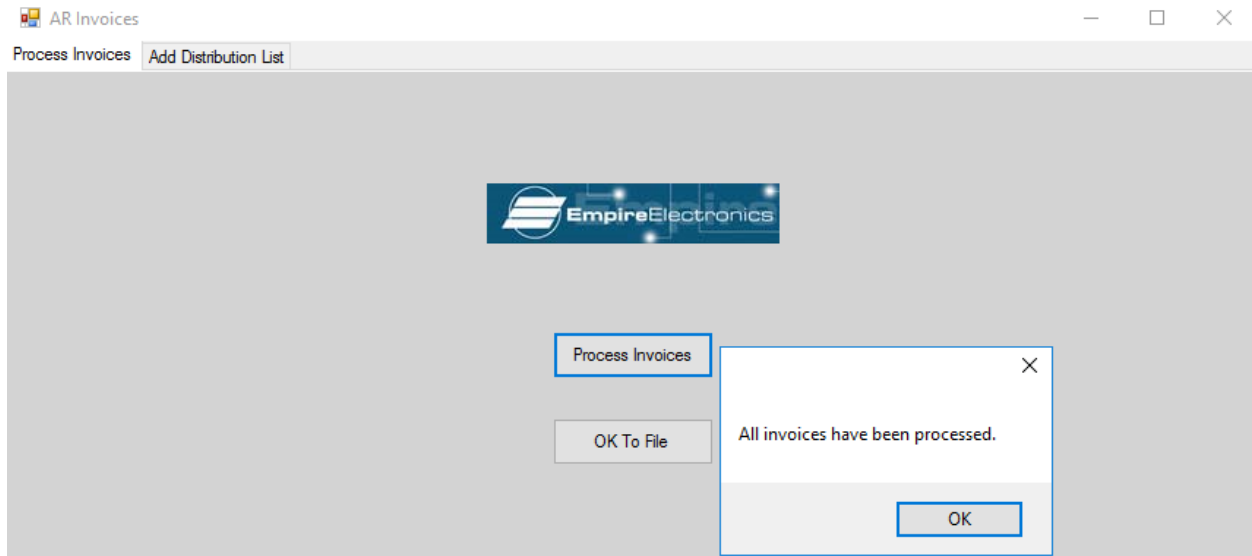 AR Invoices
Process Invoices Add Distribution List
Empire
EmpireElectronics
Process Invoices
OK To File
All invoices have been processed.
OK